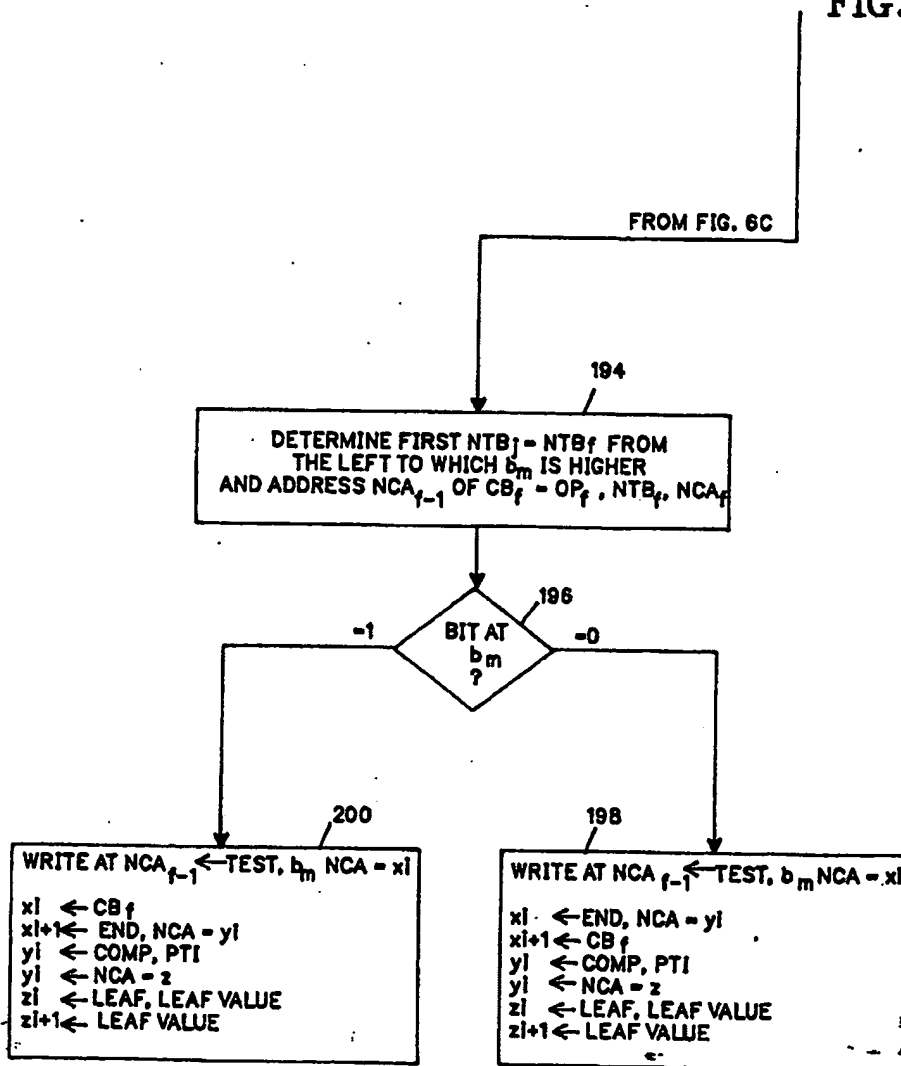 FIG.
FROM FIG. 6C
194
DETERMINE FIRST NTBj = NTBf FROM
THE LEFT TO WHICH bm IS HIGHER
AND ADDRESS NCAf-1 OF CBf = OPf , NTBf, NCAf
196
=1
BIT AT
bm
?
=0
200
WRITE AT NCAf-1 ← TEST, bm NCA = xi
xi ← CBf
xi+1 ← END, NCA = yi
yi ← COMP, PTI
yi ← NCA = z
zi ← LEAF, LEAF VALUE
zi+1 ← LEAF VALUE
198
WRITE AT NCAf-1 ← TEST, bm NCA = xi
xi ← END, NCA = yi
xi+1 ← CBf
yi ← COMP, PTI
yi ← NCA = z
zi ← LEAF, LEAF VALUE
zi+1 ← LEAF VALUE